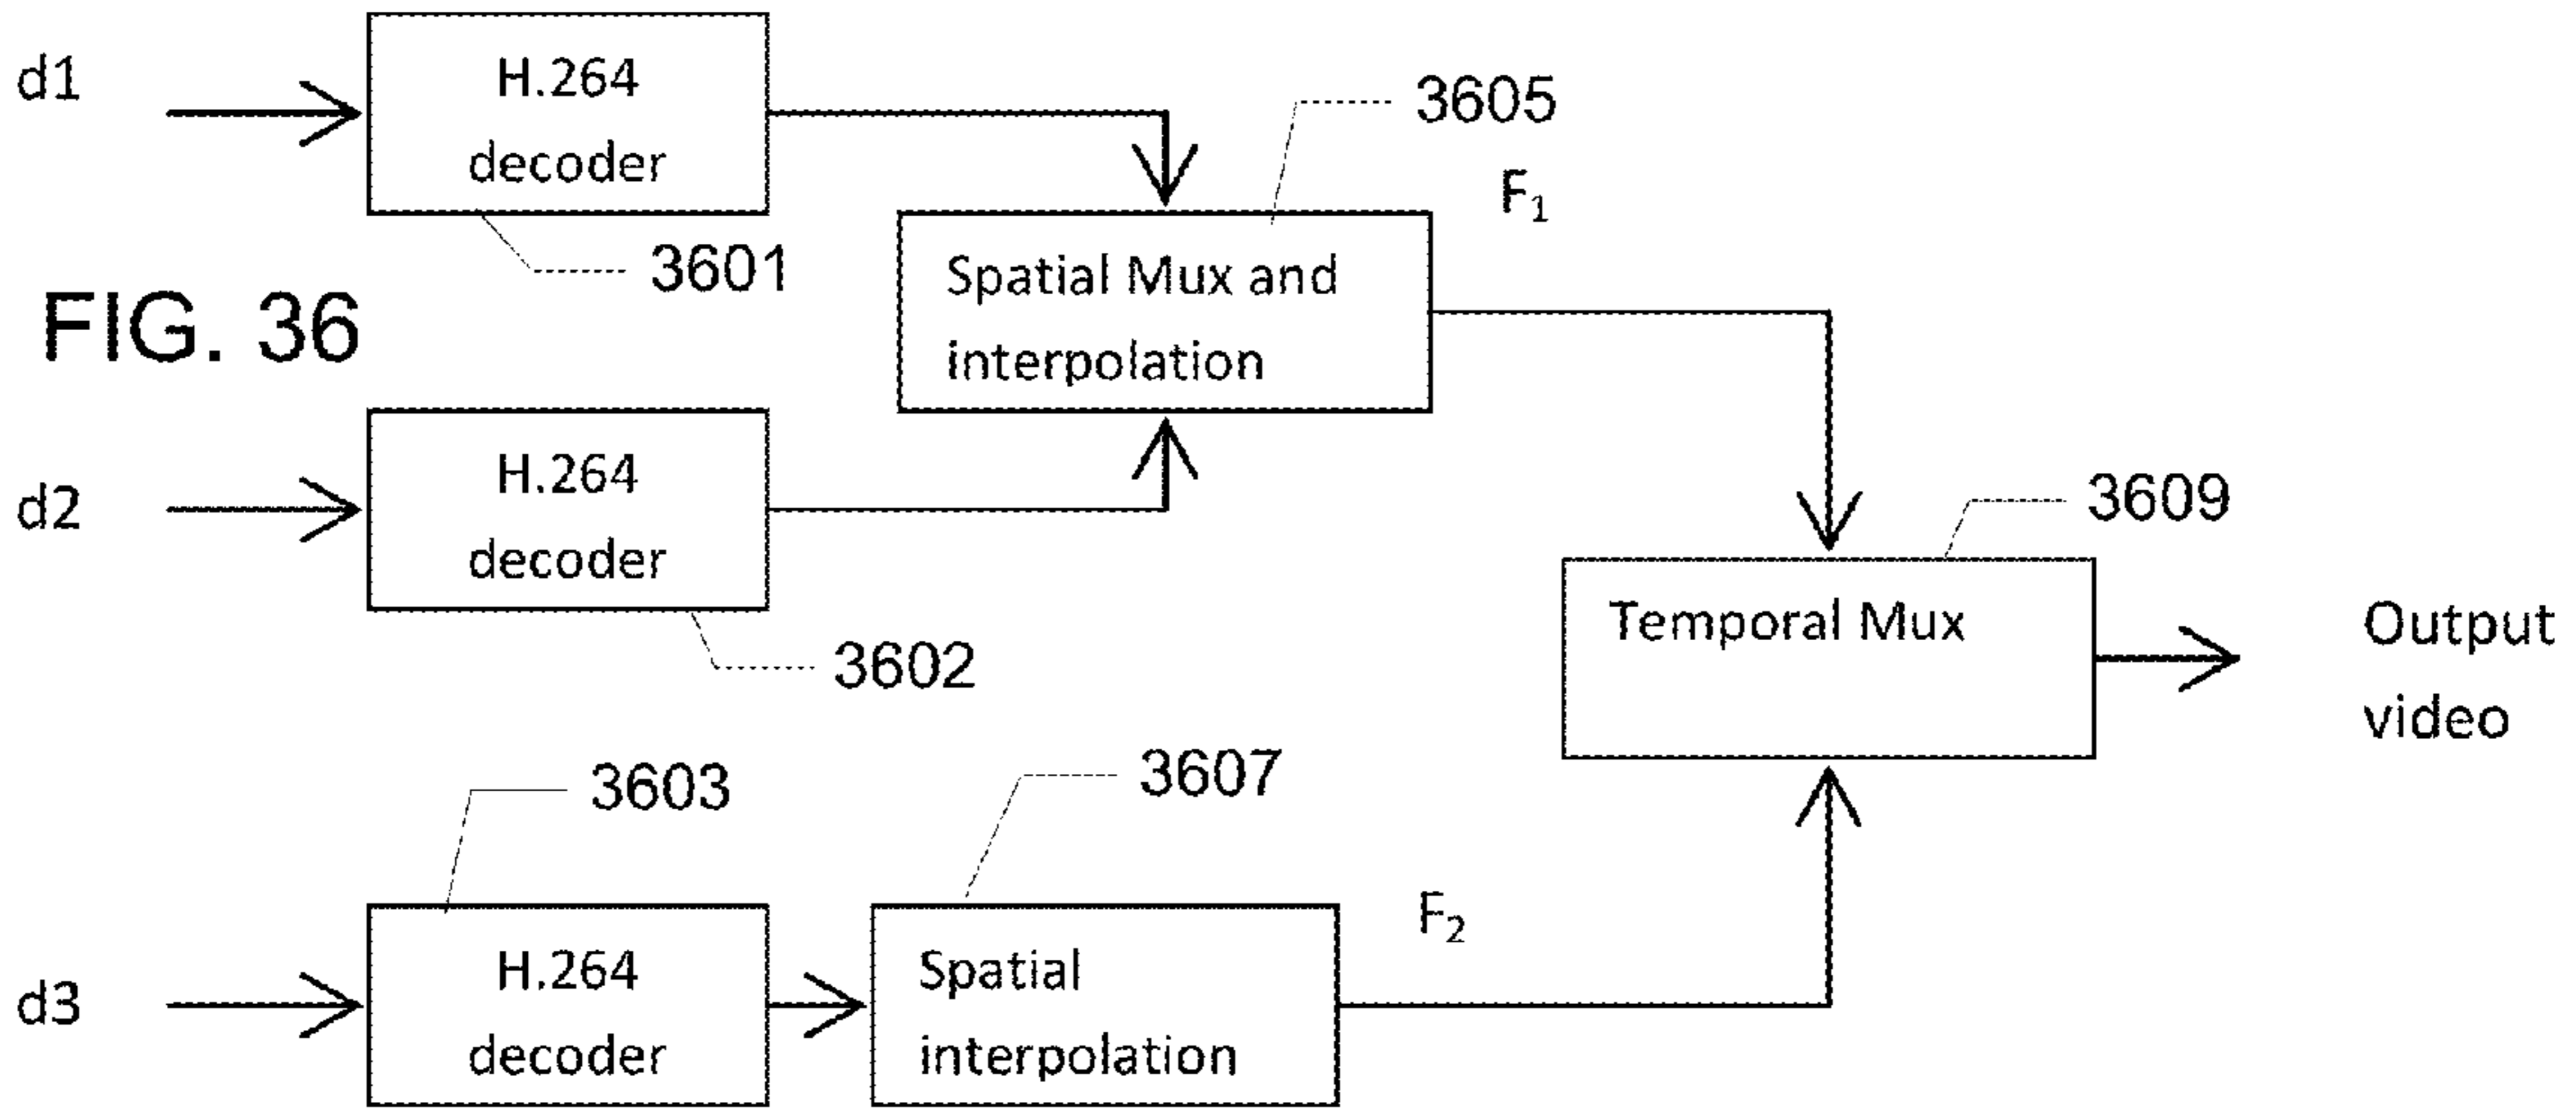 d1
H.264
decoder
3601
3605
F₁
FIG. 36
Spatial Mux and
interpolation
d2
H.264
decoder
3602
3609
Temporal Mux
Output
video
3603
3607
d3
H.264
decoder
Spatial
interpolation
F₂